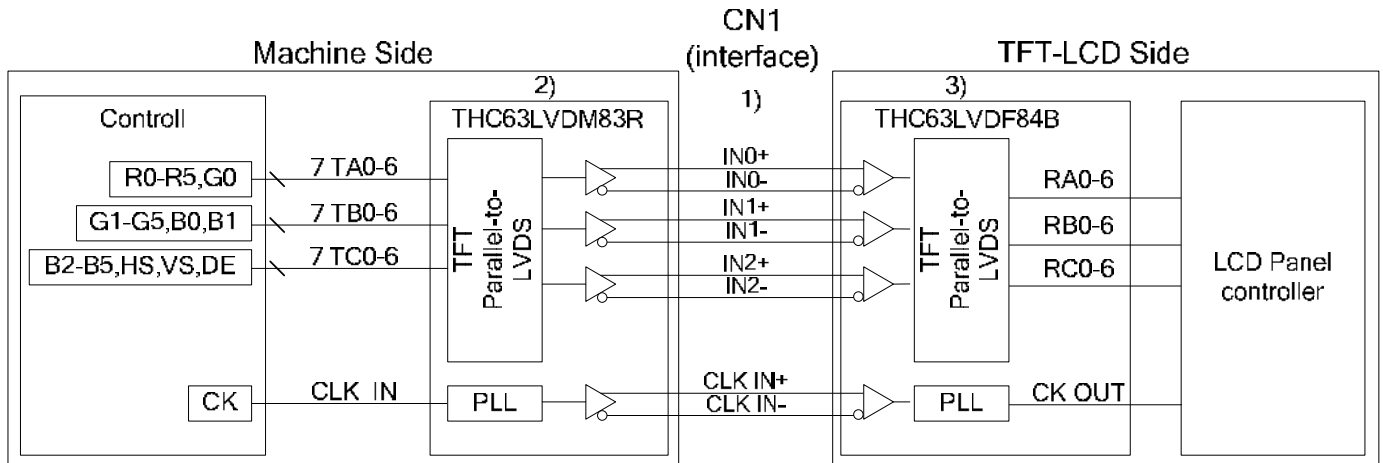 CN1
(interface)
1)
Machine Side
TFT-LCD Side
2)
3)
Controll
THC63LVDM83R
THC63LVDF84B
R0-R5,G0
7 TA0-6
IN0+
IN0-
RA0-6
G1-G5,B0,B1
7 TB0-6
IN1+
IN1-
RB0-6
B2-B5,HS,VS,DE
7 TC0-6
IN2+
IN2-
RC0-6
TFT
Parallel-to-
LVDS
TFT
Parallel-to-
LVDS
LCD Panel
controller
CK
CLK IN
PLL
CLK IN+
CLK IN-
PLL
CK OUT